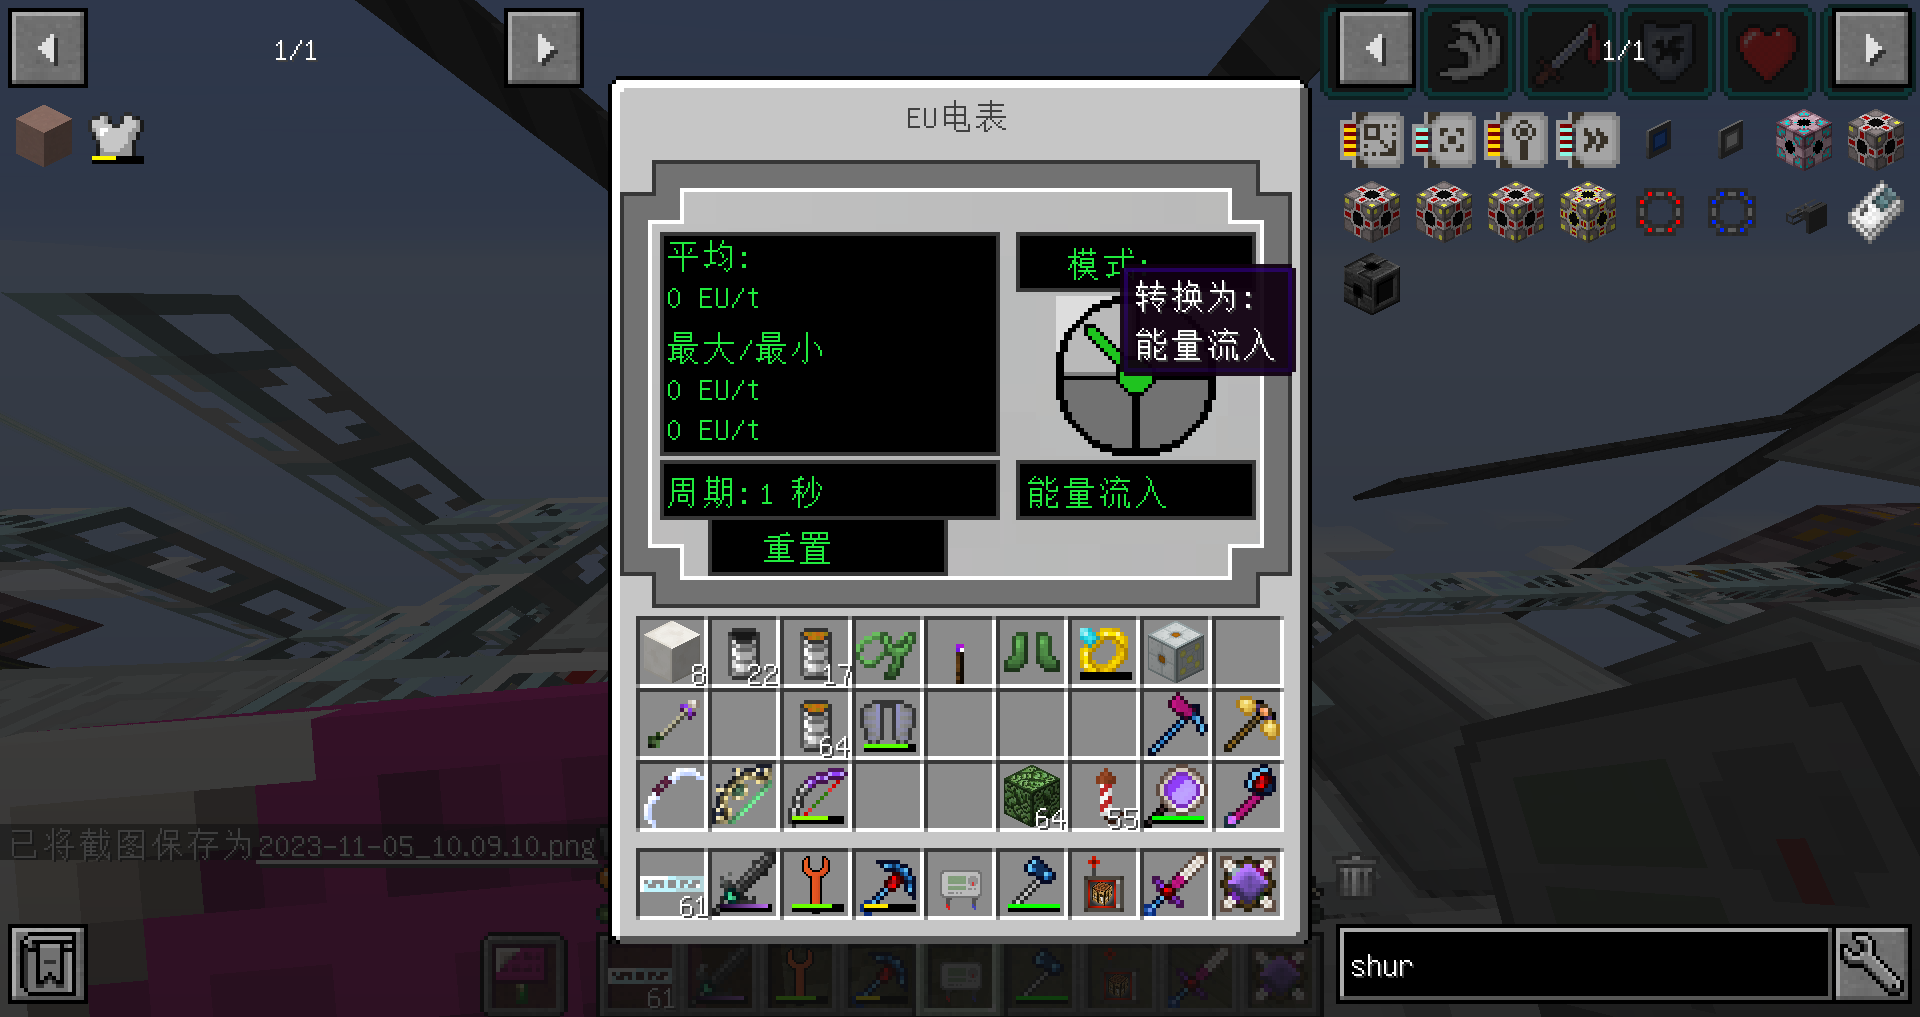 1/1
1/1
EU电表
平均:
0 EU/t
最大/最小
0 EU/t
0 EU/t
周期:1 秒
重置
模式:
转换为:
能量流入
能量流入
8
22
17
64
64
55
61
已将截图保存为2023-11-05_10.09.10.png
61
shur